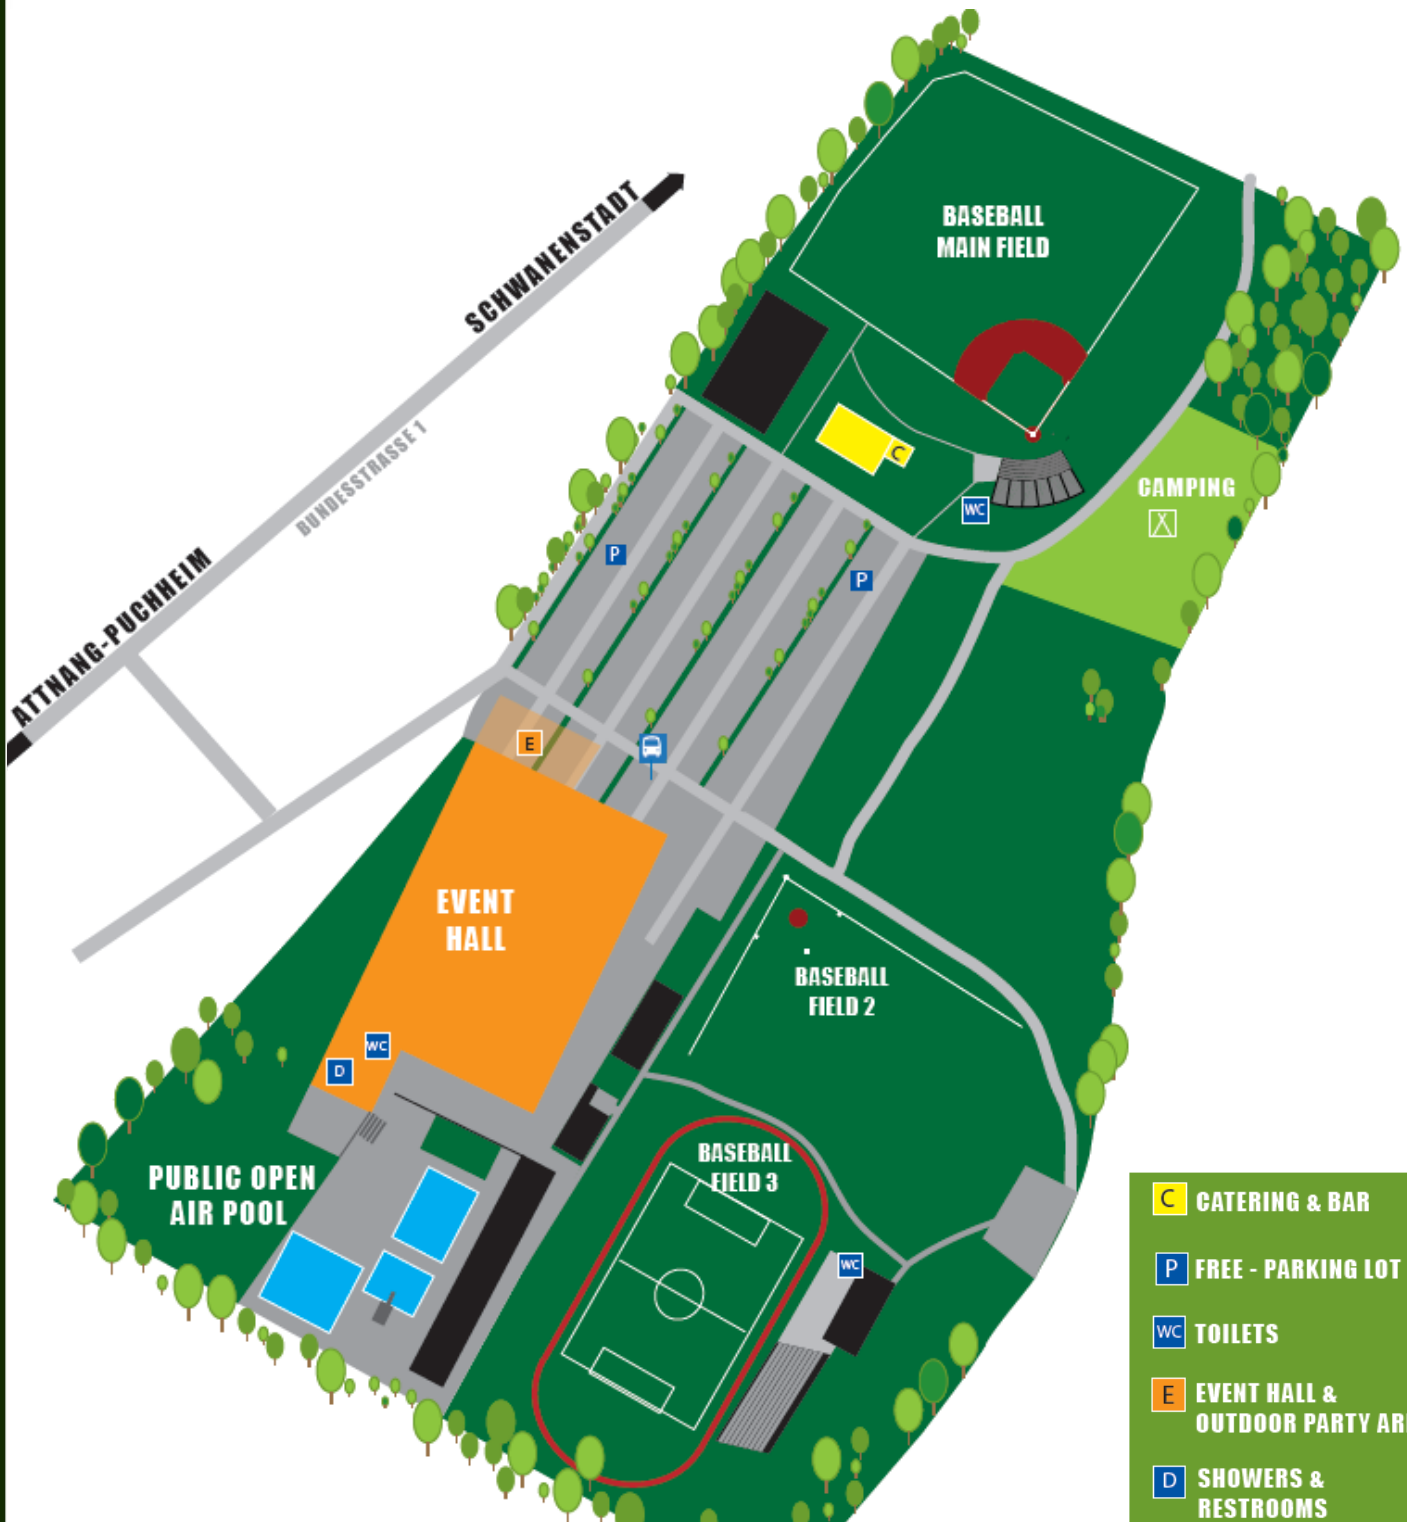 SCHWANENSTADT
BUNDESSTRASSE 1
ATTNANG-PUCHHEIM
BASEBALL
MAIN FIELD
C
WC
CAMPING
P
P
E
EVENT
HALL
BASEBALL
FIELD 2
WC
D
PUBLIC OPEN
AIR POOL
BASEBALL
FIELD 3
WC
C CATERING & BAR
P FREE - PARKING LOT
WC TOILETS
E EVENT HALL &
OUTDOOR PARTY AR
D SHOWERS &
RESTROOMS